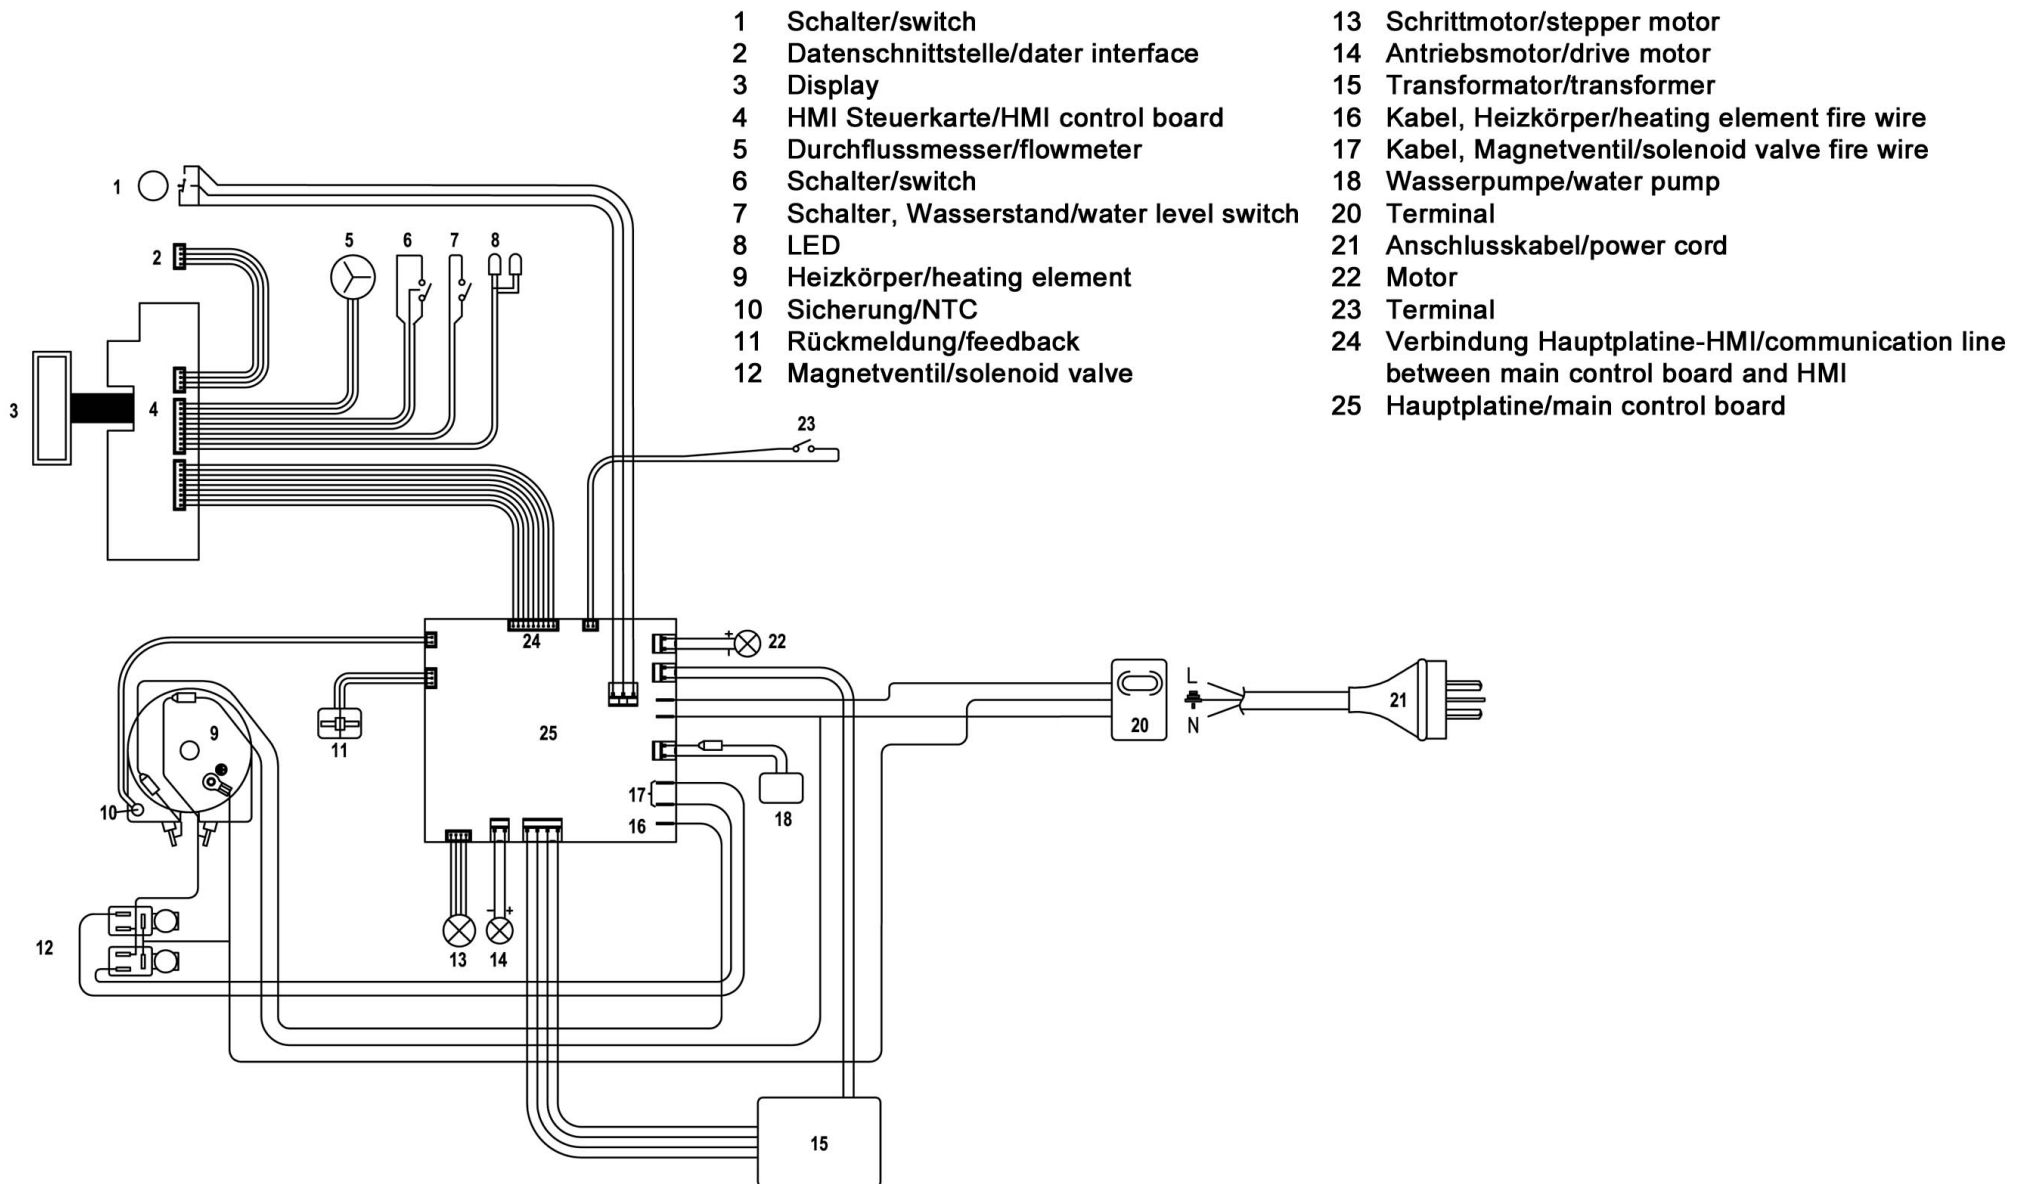 1 Schalter/switch
2 Datenschnittstelle/dater interface
3 Display
4 HMI Steuerkarte/HMI control board
5 Durchflussmesser/flowmeter
6 Schalter/switch
7 Schalter, Wasserstand/water level switch
8 LED
9 Heizkörper/heating element
10 Sicherung/NTC
11 Rückmeldung/feedback
12 Magnetventil/solenoid valve
13 Schrittmotor/stepper motor
14 Antriebsmotor/drive motor
15 Transformator/transformer
16 Kabel, Heizkörper/heating element fire wire
17 Kabel, Magnetventil/solenoid valve fire wire
18 Wasserpumpe/water pump
20 Terminal
21 Anschlusskabel/power cord
22 Motor
23 Terminal
24 Verbindung Hauptplatine-HMI/communication line
between main control board and HMI
25 Hauptplatine/main control board
1
2
5
6
7
8
3
4
23
24
22
25
9
10
11
17
16
18
20
L
N
21
+
-
12
13
-
+
14
15